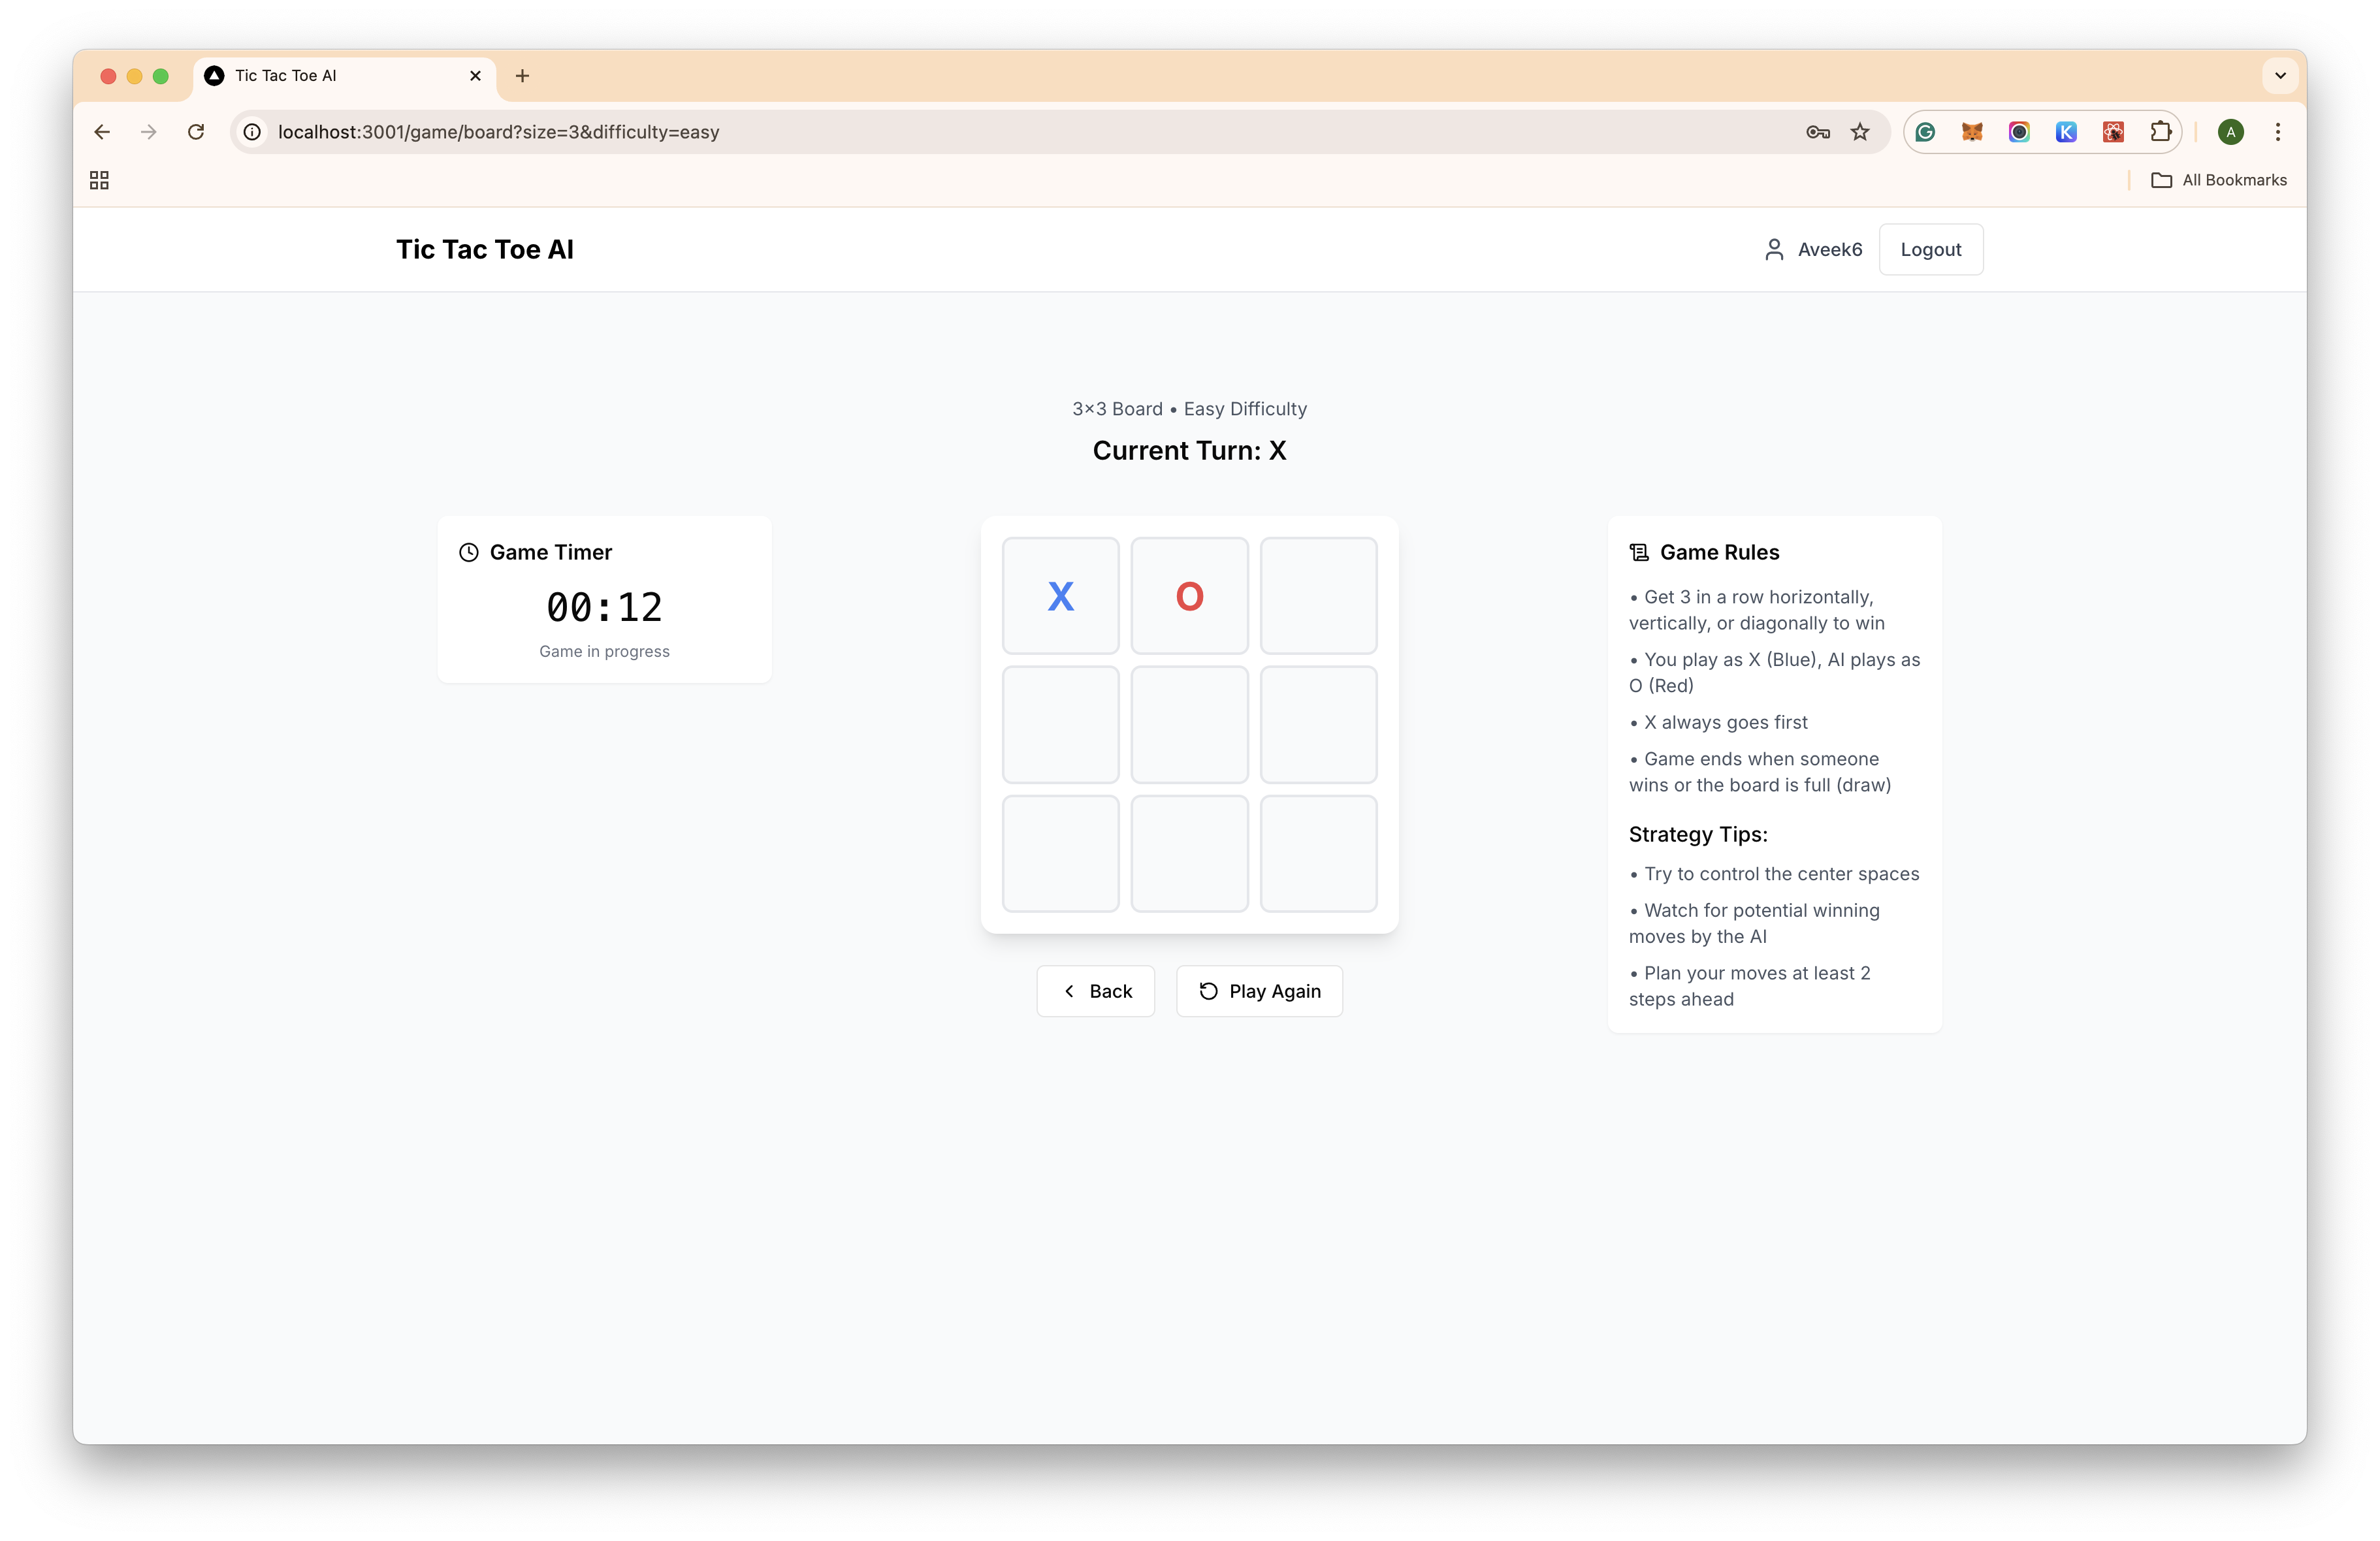 Tic Tac Toe AI
localhost:3001/game/board?size=3&difficulty=easy
A
All Bookmarks
Tic Tac Toe AI
Aveek6
Logout
3×3 Board • Easy Difficulty
Current Turn: X
Game Timer
00:12
Game in progress
X O
Back
Play Again
Game Rules
• Get 3 in a row horizontally,
vertically, or diagonally to win
• You play as X (Blue), AI plays as
O (Red)
• X always goes first
• Game ends when someone
wins or the board is full (draw)
Strategy Tips:
• Try to control the center spaces
• Watch for potential winning
moves by the AI
• Plan your moves at least 2
steps ahead